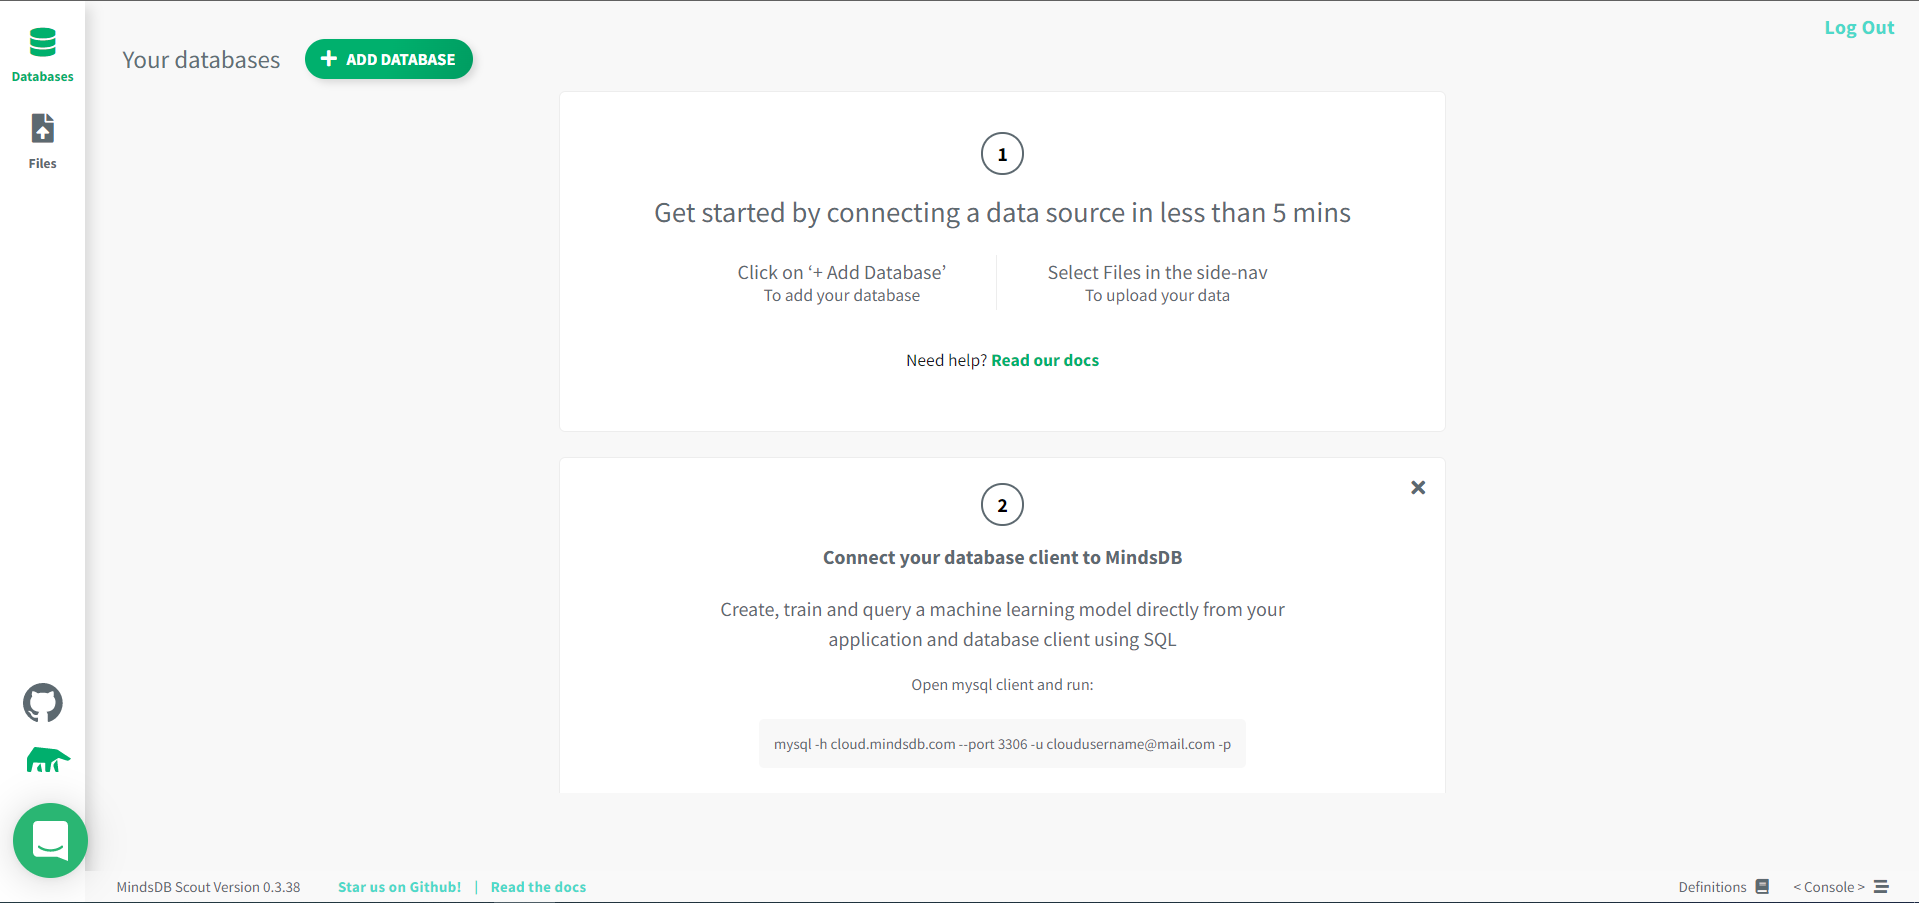 Log Out
Databases
Files
Your databases
ADD DATABASE
1
Get started by connecting a data source in less than 5 mins
Click on ‘+ Add Database’
To add your database
Select Files in the side-nav
To upload your data
Need help? Read our docs
2
Connect your database client to MindsDB
Create, train and query a machine learning model directly from your
application and database client using SQL
Open mysql client and run:
mysql -h cloud.mindsdb.com --port 3306 -u cloudusername@mail.com -p
MindsDB Scout Version 0.3.38
Star us on Github! | Read the docs
Definitions
< Console >